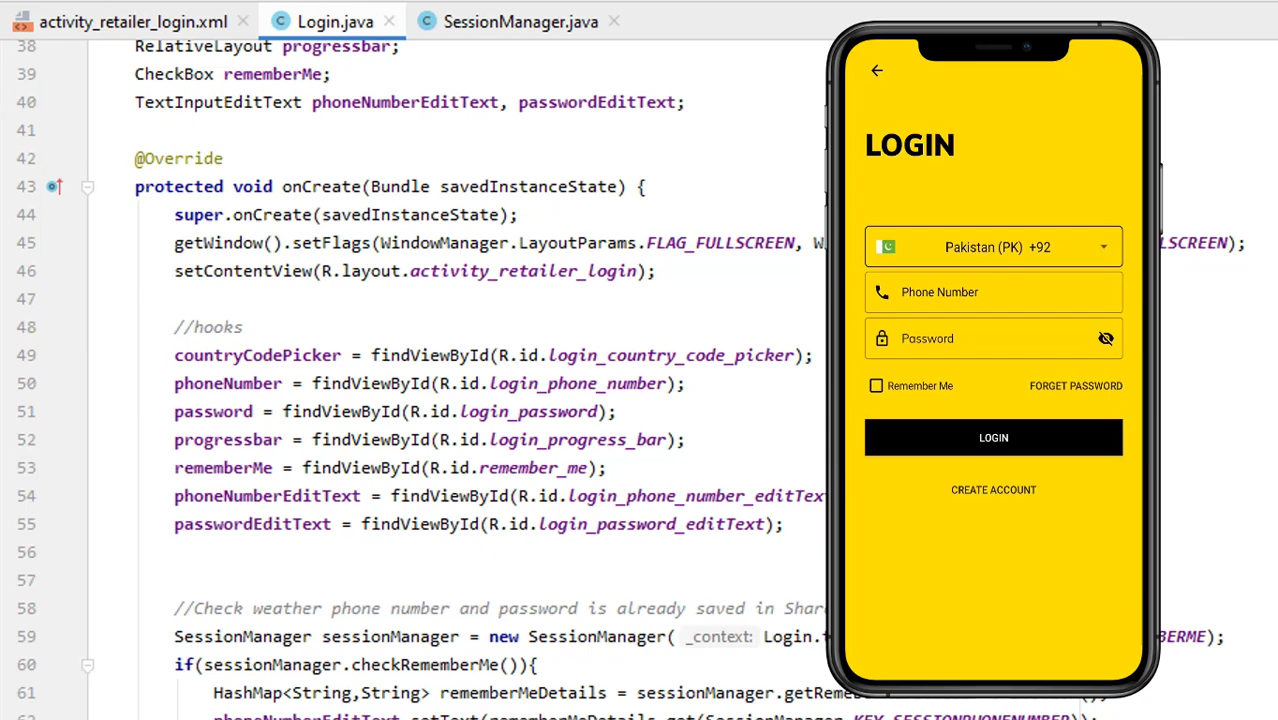 activity_retailer_login.xml × Login.java × SessionManager.java ×
38 RelativeLayout progressbar;
39 CheckBox rememberMe;
40 TextInputEditText phoneNumberEditText, passwordEditText;
41
42 @Override
43 protected void onCreate(Bundle savedInstanceState) {
44 super.onCreate(savedInstanceState);
45 getWindow().setFlags(WindowManager.LayoutParams.FLAG_FULLSCREEN, W LSCREEN);
46 setContentView(R.layout.activity_retailer_login);
47
48 //hooks
49 countryCodePicker = findViewById(R.id.login_country_code_picker);
50 phoneNumber = findViewById(R.id.login_phone_number);
51 password = findViewById(R.id.login_password);
52 progressbar = findViewById(R.id.login_progress_bar);
53 rememberMe = findViewById(R.id.remember_me);
54 phoneNumberEditText = findViewById(R.id.login_phone_number_editTex
55 passwordEditText = findViewById(R.id.login_password_editText);
56
57
58 //Check weather phone number and password is already saved in Shar
59 SessionManager sessionManager = new SessionManager( _context: Login. BERME);
60 if(sessionManager.checkRememberMe()){
61 HashMap<String,String> rememberMeDetails = sessionManager.getReme
phoneNumberEditText.setText(rememberMeDetails.get(SessionManager.KEY_SESSIONPHONENUMBER));
LOGIN
Pakistan (PK) +92
Phone Number
Password
Remember Me FORGET PASSWORD
LOGIN
CREATE ACCOUNT